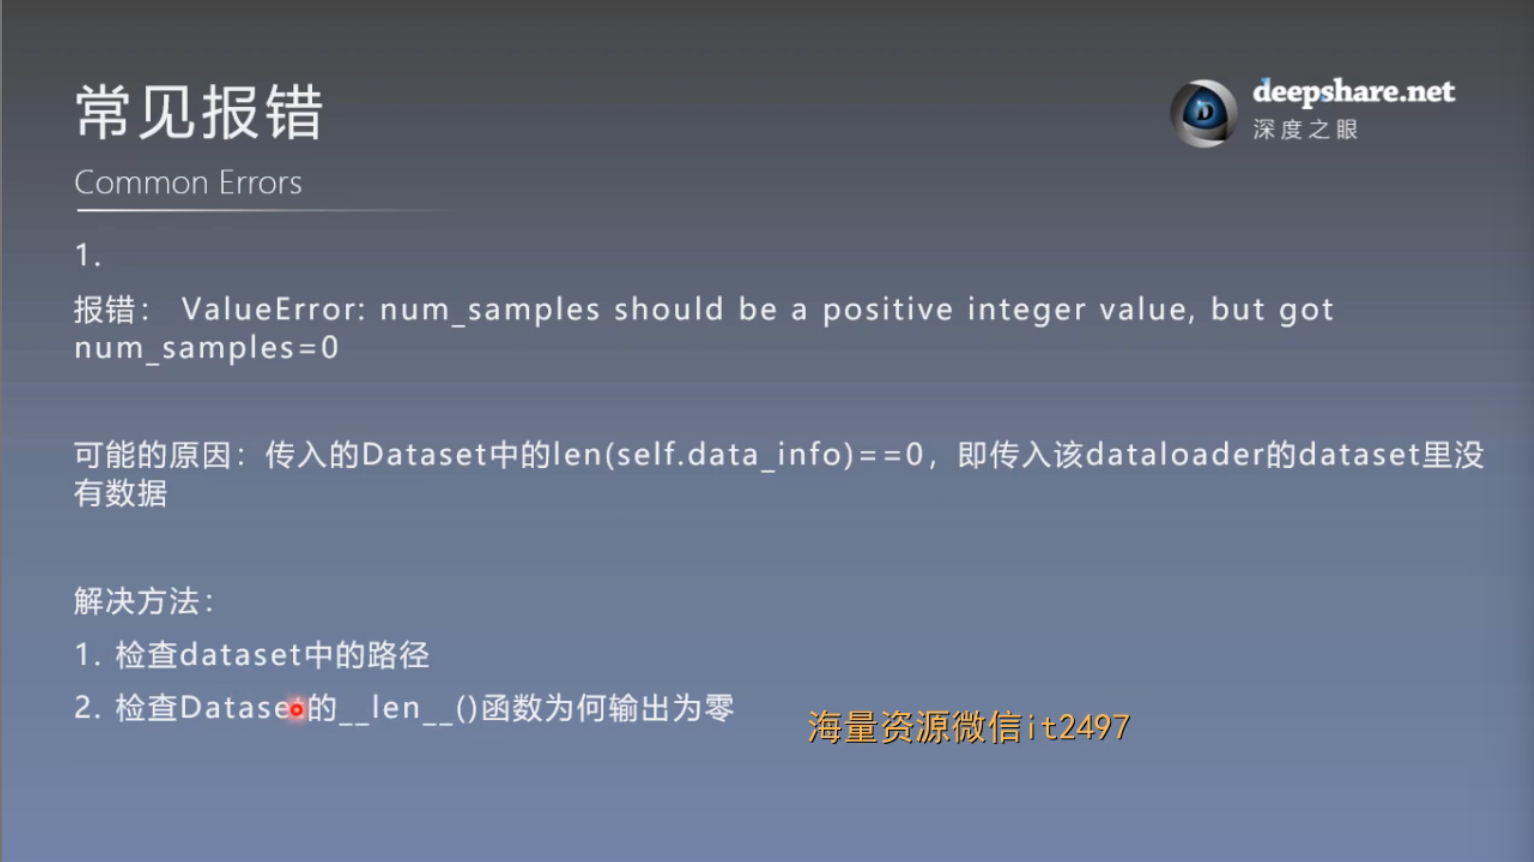 常见报错
deepshare.net
深度之眼
Common Errors
1.
报错： ValueError: num_samples should be a positive integer value, but got
num_samples=0
可能的原因：传入的Dataset中的len(self.data_info)==0，即传入该dataloader的dataset里没
有数据
解决方法：
1. 检查dataset中的路径
2. 检查Dataset的__len__()函数为何输出为零
海量资源微信it2497